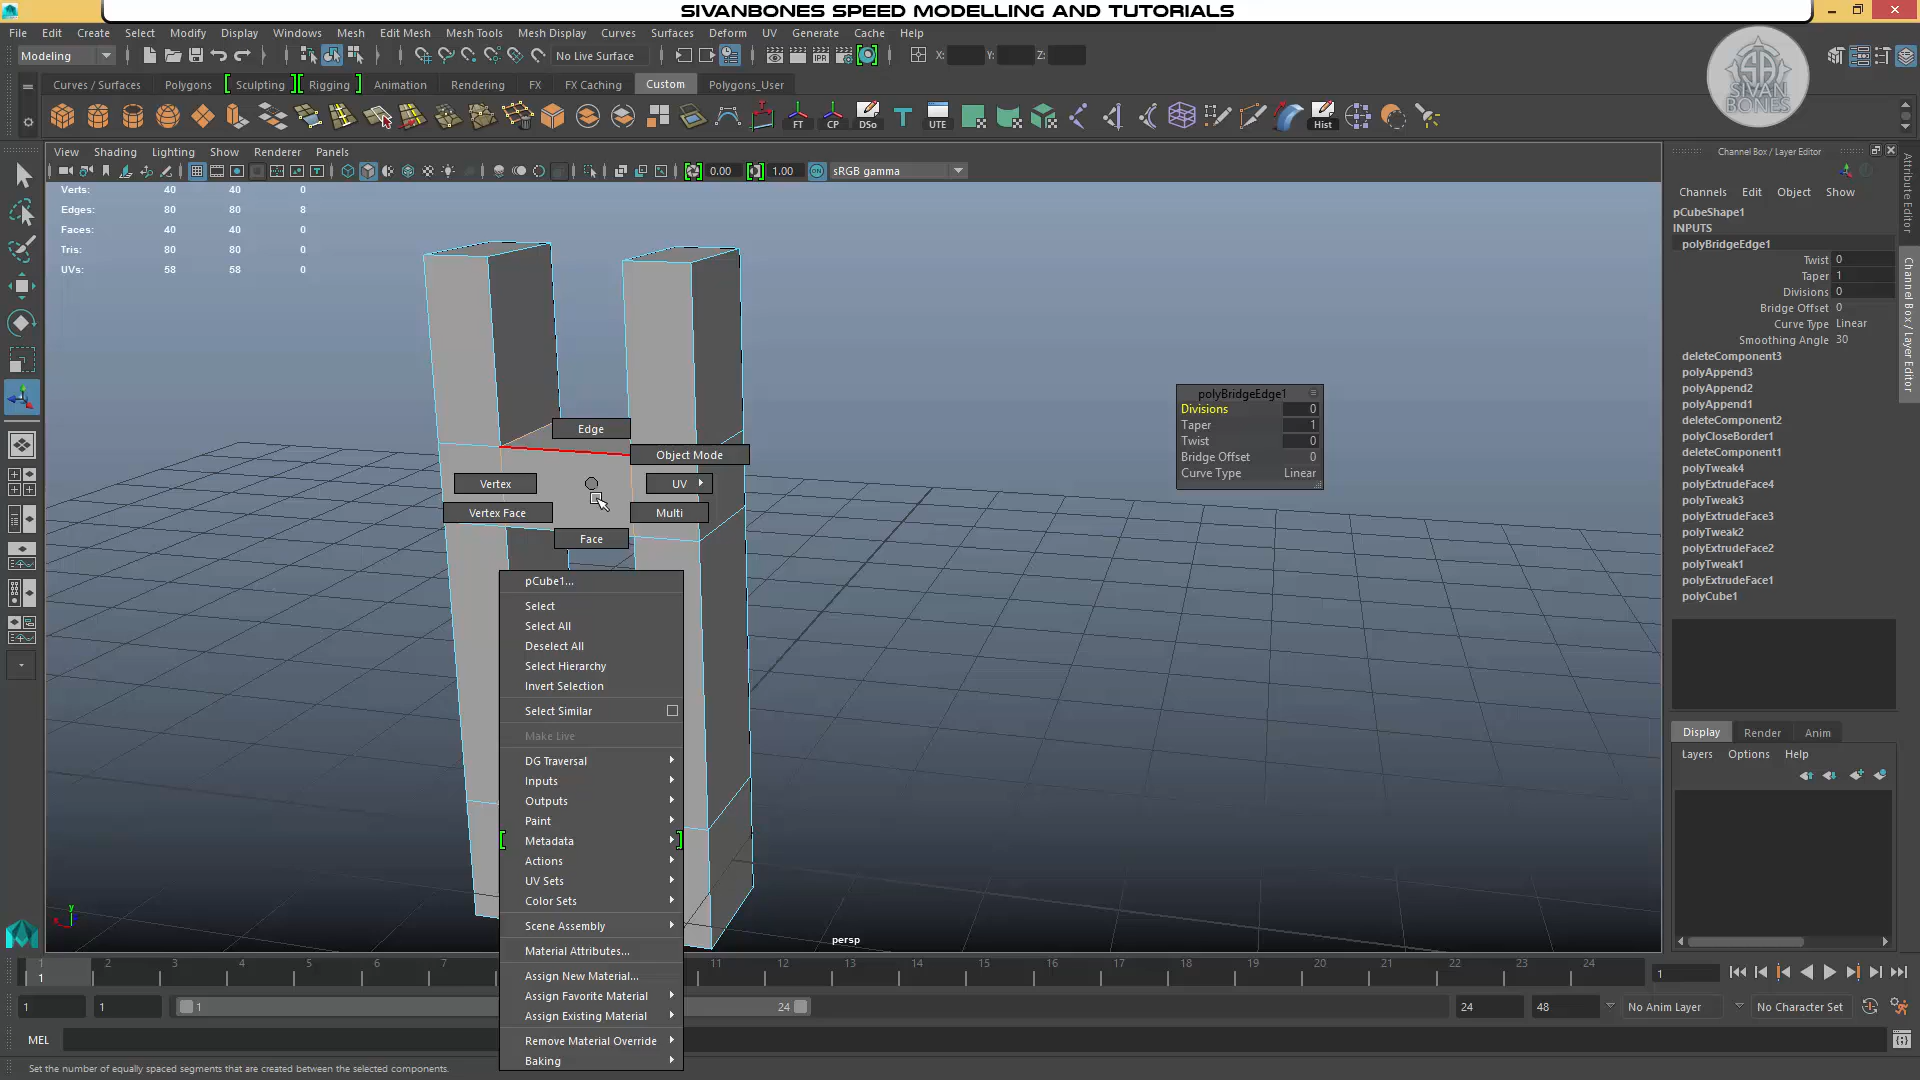 SIVANBONES SPEED MODELLING AND TUTORIALS
File Edit Create Select Modify Display Windows Mesh Edit Mesh Mesh Tools Mesh Display Curves Surfaces Deform UV Generate Cache Help
Modeling No Live Surface X: Y: Z:
Curves / Surfaces Polygons Sculpting Rigging Animation Rendering FX FX Caching Custom Polygons_User
FT CP DSo UTE Hist
SIVAN BONES
View Shading Lighting Show Renderer Panels
0.00 1.00 sRGB gamma
Verts: 40 40 0
Edges: 80 80 8
Faces: 40 40 0
Tris: 80 80 0
UVs: 58 58 0
Edge
Object Mode
Vertex
UV
Vertex Face
Multi
Face
pCube1...
Select
Select All
Deselect All
Select Hierarchy
Invert Selection
Select Similar
Make Live
DG Traversal
Inputs
Outputs
Paint
Metadata
Actions
UV Sets
Color Sets
Scene Assembly
Material Attributes...
Assign New Material...
Assign Favorite Material
Assign Existing Material
Remove Material Override
Baking
polyBridgeEdge1
Divisions 0
Taper 1
Twist 0
Bridge Offset 0
Curve Type Linear
persp
y
Channel Box / Layer Editor
Channels Edit Object Show
pCubeShape1
INPUTS
polyBridgeEdge1
Twist 0
Taper 1
Divisions 0
Bridge Offset 0
Curve Type Linear
Smoothing Angle 30
deleteComponent3
polyAppend3
polyAppend2
polyAppend1
deleteComponent2
polyCloseBorder1
deleteComponent1
polyTweak4
polyExtrudeFace4
polyTweak3
polyExtrudeFace3
polyTweak2
polyExtrudeFace2
polyTweak1
polyExtrudeFace1
polyCube1
Attribute Editor
Channel Box / Layer Editor
Display Render Anim
Layers Options Help
1 2 3 4 5 6 7 11 12 13 14 15 16 17 18 19 20 21 22 23 24
1
1
1 1 1 24 24 48 No Anim Layer No Character Set
MEL
Set the number of equally spaced segments that are created between the selected components.